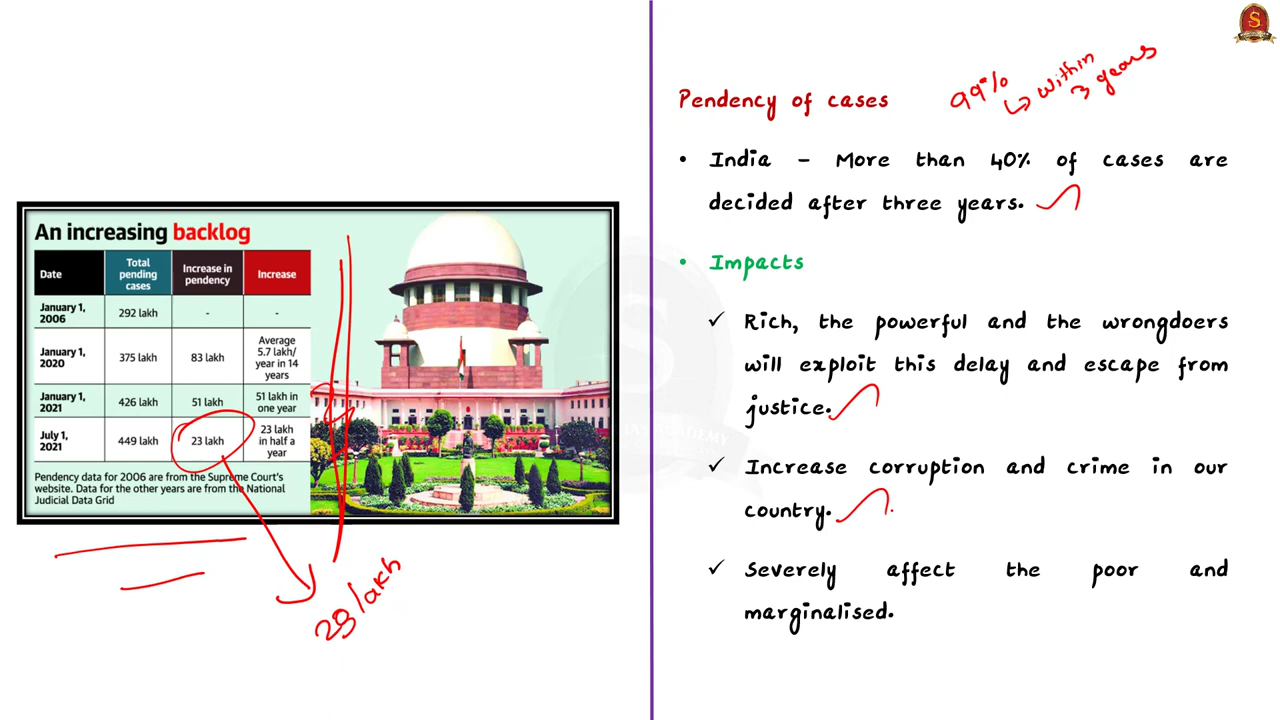 An increasing backlog
Date | Total pending cases | Increase in pendency | Increase
January 1, 2006 | 292 lakh | - | -
January 1, 2020 | 375 lakh | 83 lakh | Average 5.7 lakh/ year in 14 years
January 1, 2021 | 426 lakh | 51 lakh | 51 lakh in one year
July 1, 2021 | 449 lakh | 23 lakh | 23 lakh in half a year
Pendency data for 2006 are from the Supreme Court's
website. Data for the other years are from the National
Judicial Data Grid
23 lakh
S
Pendency of cases
99%
within
3 years
• India - More than 40% of cases are
decided after three years.
• Impacts
✓ Rich, the powerful and the wrongdoers
will exploit this delay and escape from
justice.
✓ Increase corruption and crime in our
country.
✓ Severely affect the poor and
marginalised.